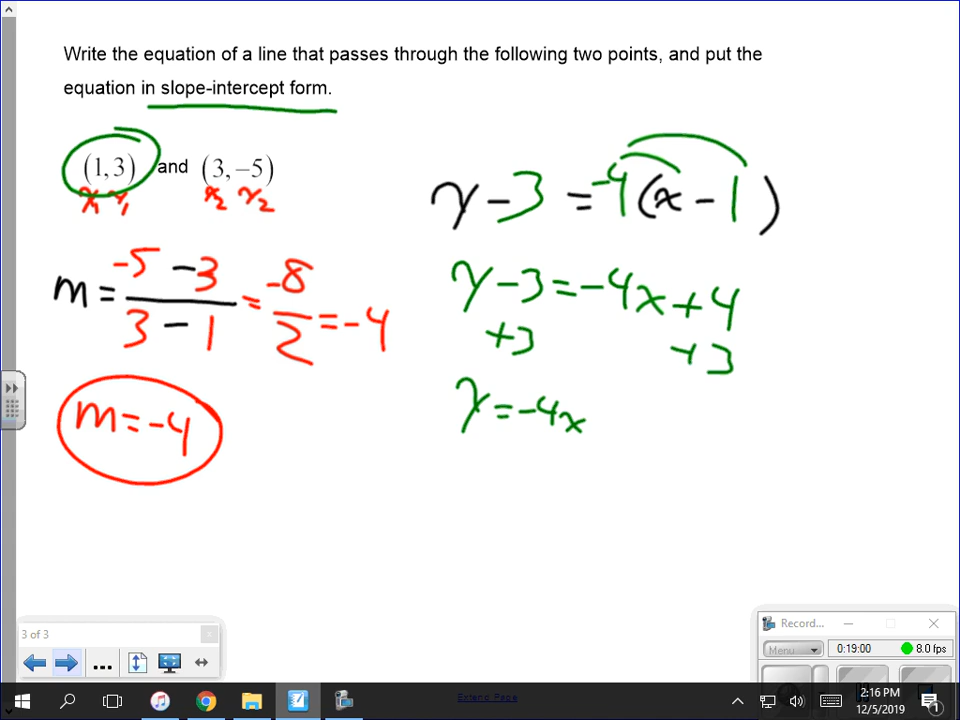 Write the equation of a line that passes through the following two points, and put the
equation in slope-intercept form.
(1,3) and (3,−5)
x₁ y₁ x₂ y₂
m = -5 - 3 / 3 - 1 = -8 / 2 = -4
m = -4
y - 3 = -4(x - 1)
y - 3 = -4x + 4
+3 +3
y = -4x
3 of 3
...
Record...
Menu 0:19:00 8.0 fps
Extend Page
2:16 PM
12/5/2019
1